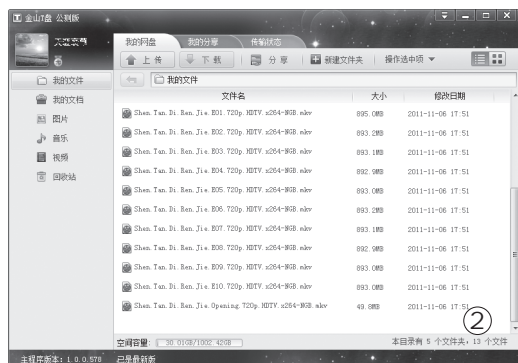 金山T盘 公测版
我的网盘 我的分享 传输状态
上 传 下 载 分 享 新建文件夹 操作选中项
我的文件 我的文件
我的文档 文件名 大小 修改日期
图片 Shen.Tan.Di.Ren.Jie.E01.720p.HDTV.x264-NGB.mkv 895.0MB 2011-11-06 17:51
音乐 Shen.Tan.Di.Ren.Jie.E02.720p.HDTV.x264-NGB.mkv 893.2MB 2011-11-06 17:51
视频 Shen.Tan.Di.Ren.Jie.E03.720p.HDTV.x264-NGB.mkv 893.1MB 2011-11-06 17:51
回收站 Shen.Tan.Di.Ren.Jie.E04.720p.HDTV.x264-NGB.mkv 892.9MB 2011-11-06 17:51
Shen.Tan.Di.Ren.Jie.E05.720p.HDTV.x264-NGB.mkv 893.0MB 2011-11-06 17:51
Shen.Tan.Di.Ren.Jie.E06.720p.HDTV.x264-NGB.mkv 893.2MB 2011-11-06 17:51
Shen.Tan.Di.Ren.Jie.E07.720p.HDTV.x264-NGB.mkv 893.1MB 2011-11-06 17:51
Shen.Tan.Di.Ren.Jie.E08.720p.HDTV.x264-NGB.mkv 892.9MB 2011-11-06 17:51
Shen.Tan.Di.Ren.Jie.E09.720p.HDTV.x264-NGB.mkv 893.0MB 2011-11-06 17:51
Shen.Tan.Di.Ren.Jie.E10.720p.HDTV.x264-NGB.mkv 893.0MB 2011-11-06 17:51
Shen.Tan.Di.Ren.Jie.Opening.720p.HDTV.x264-NGB.mkv 49.8MB 2011-11-06 17:51
②
空间容量: 30.01GB/1002.42GB 本目录有 5 个文件夹, 13 个文件
主程序版本: 1.0.0.578 已是最新版